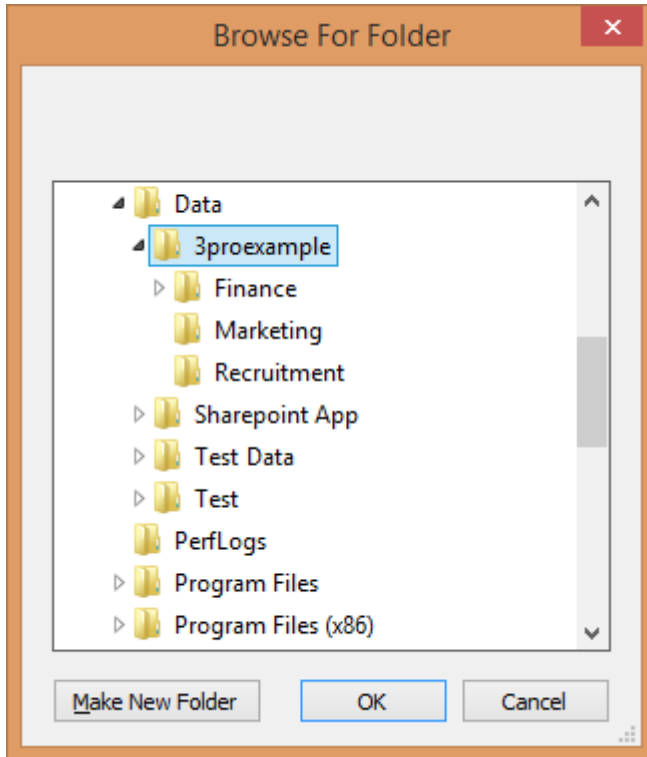 Browse For Folder
Data
3proexample
Finance
Marketing
Recruitment
Sharepoint App
Test Data
Test
PerfLogs
Program Files
Program Files (x86)
Make New Folder OK Cancel